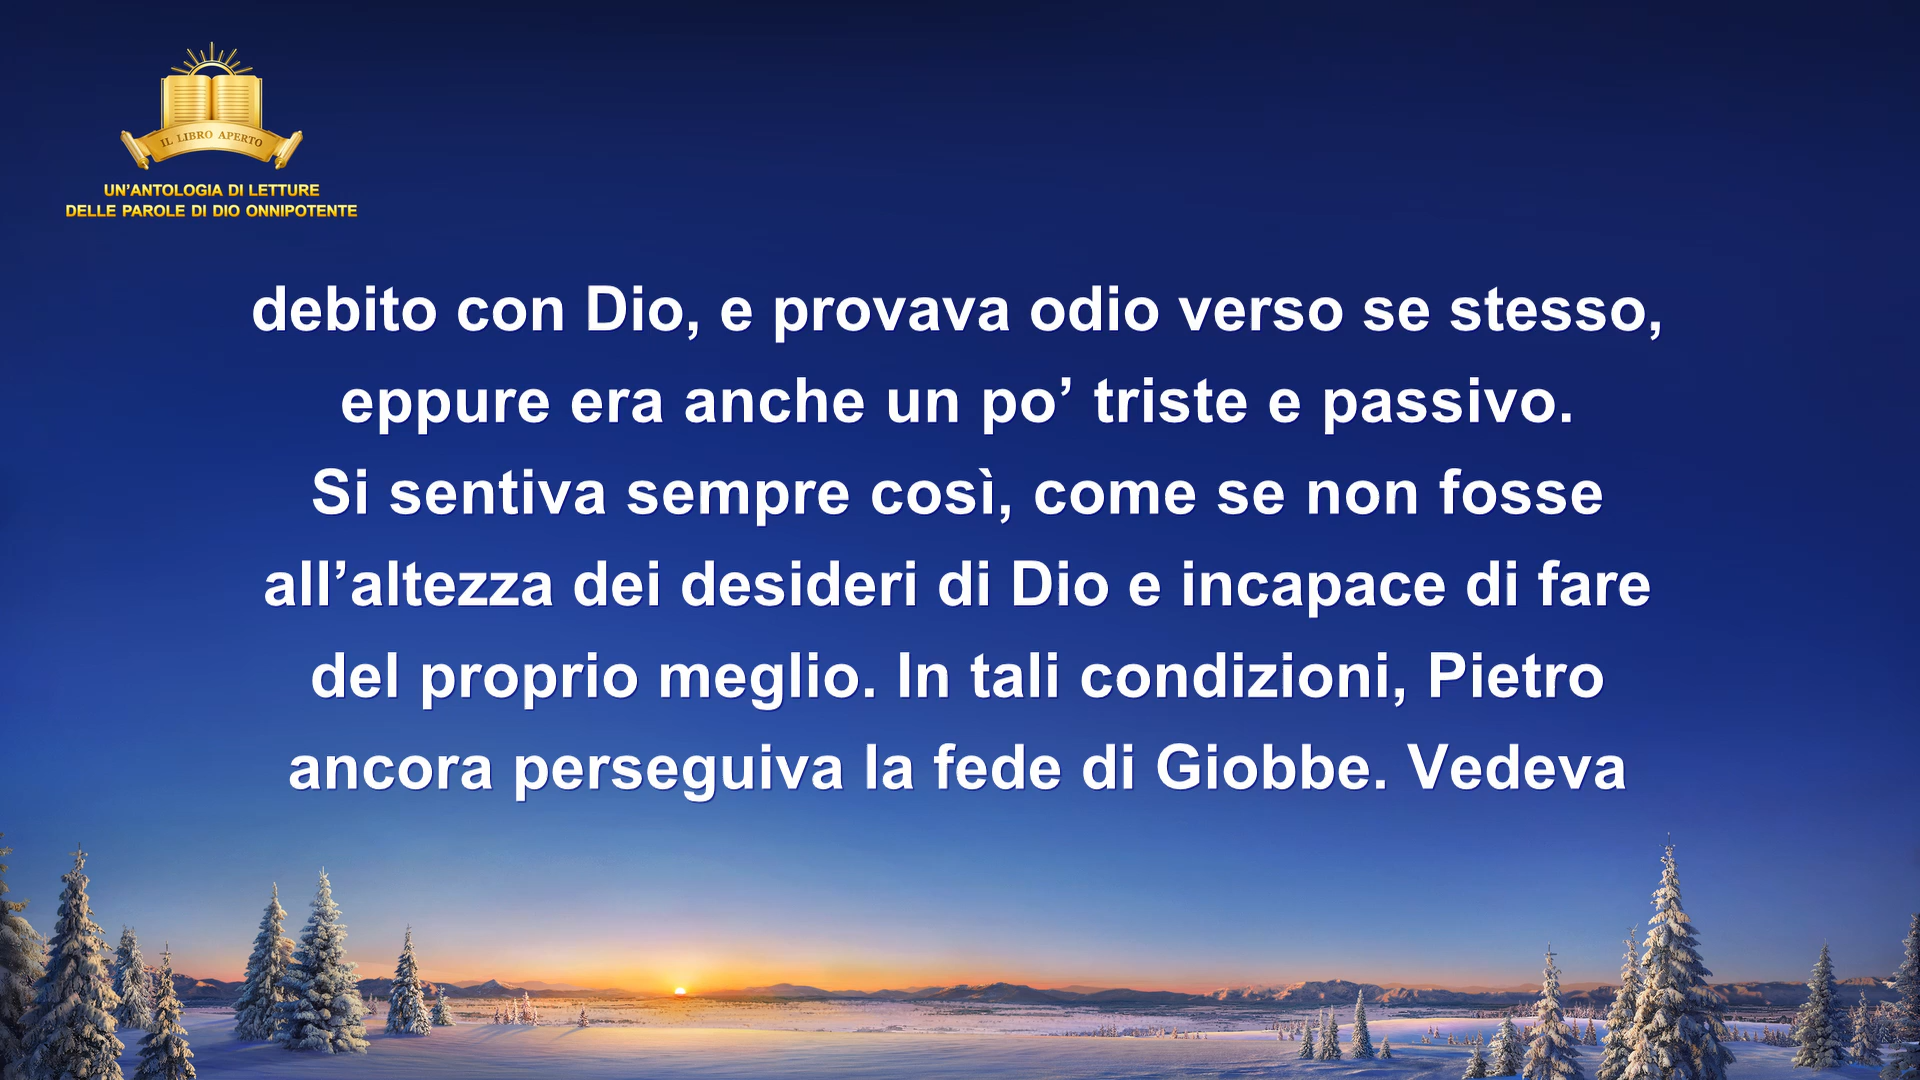 IL LIBRO APERTO
UN’ANTOLOGIA DI LETTURE
DELLE PAROLE DI DIO ONNIPOTENTE
debito con Dio, e provava odio verso se stesso,
eppure era anche un po’ triste e passivo.
Si sentiva sempre così, come se non fosse
all’altezza dei desideri di Dio e incapace di fare
del proprio meglio. In tali condizioni, Pietro
ancora perseguiva la fede di Giobbe. Vedeva